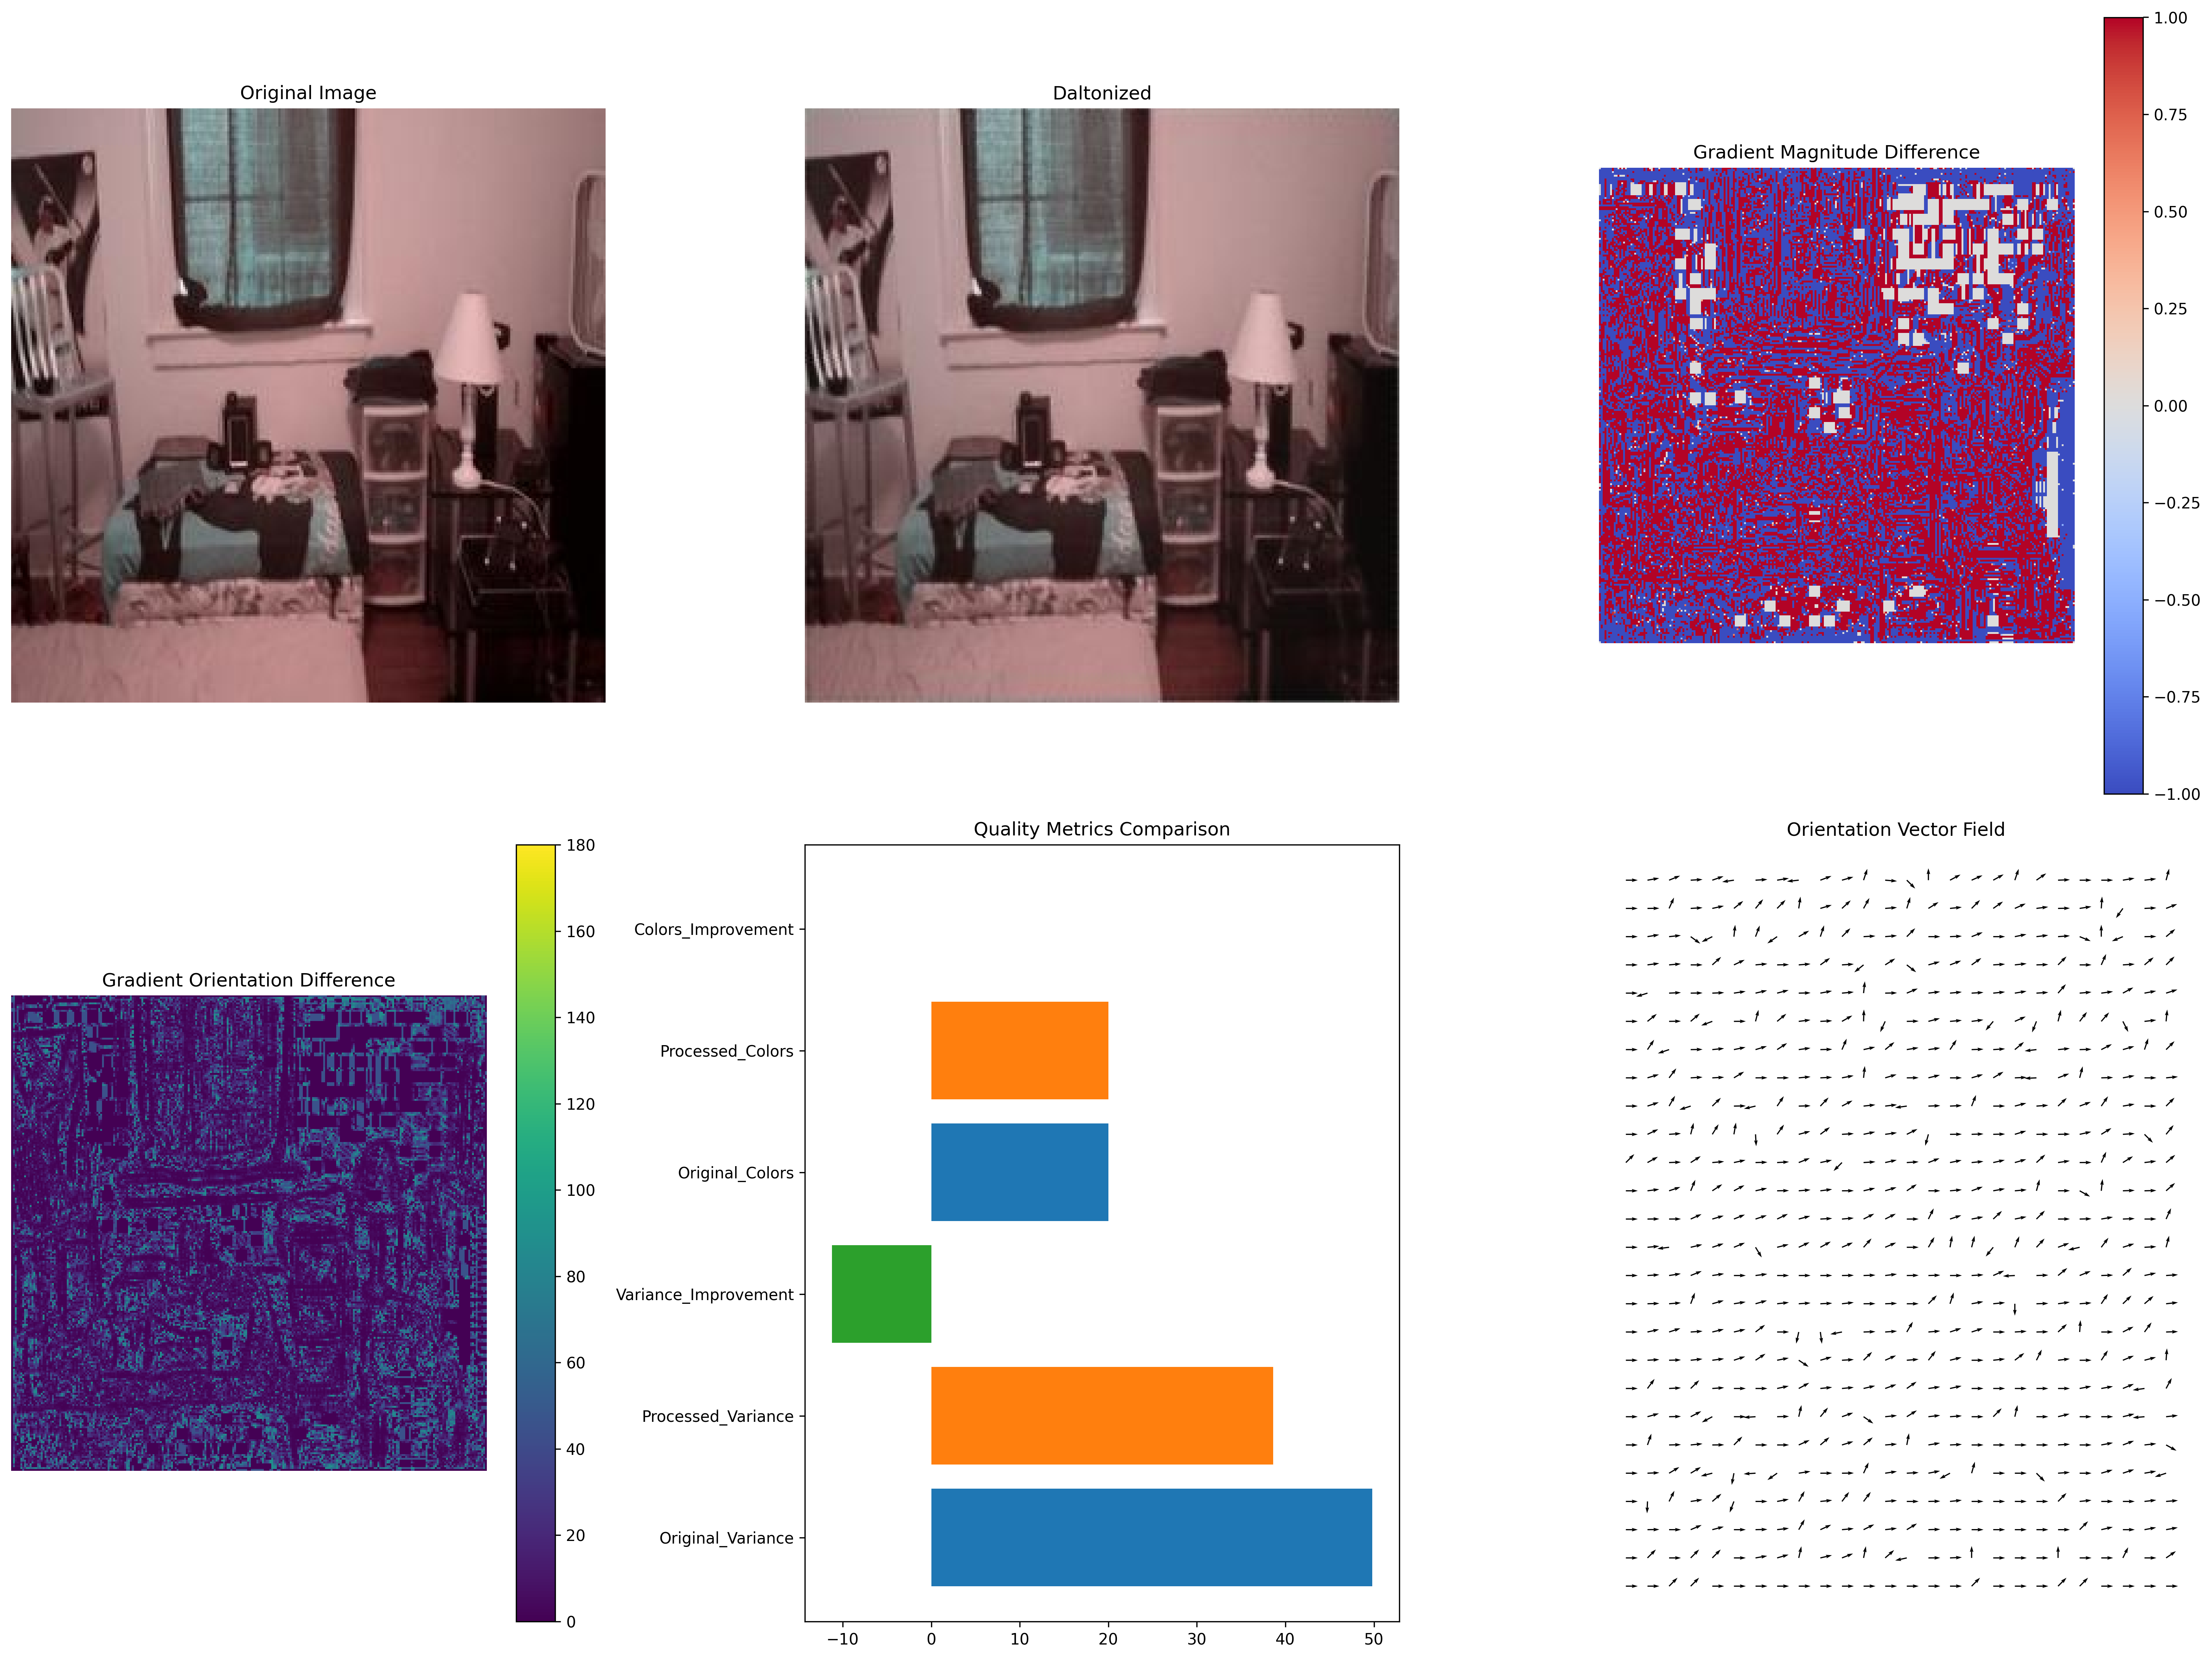 Original Image
Daltonized
Gradient Magnitude Difference
1.00
0.75
0.50
0.25
0.00
−0.25
−0.50
−0.75
−1.00
Gradient Orientation Difference
180
160
140
120
100
80
60
40
20
0
Quality Metrics Comparison
Colors_Improvement
Processed_Colors
Original_Colors
Variance_Improvement
Processed_Variance
Original_Variance
−10 0 10 20 30 40 50
Orientation Vector Field